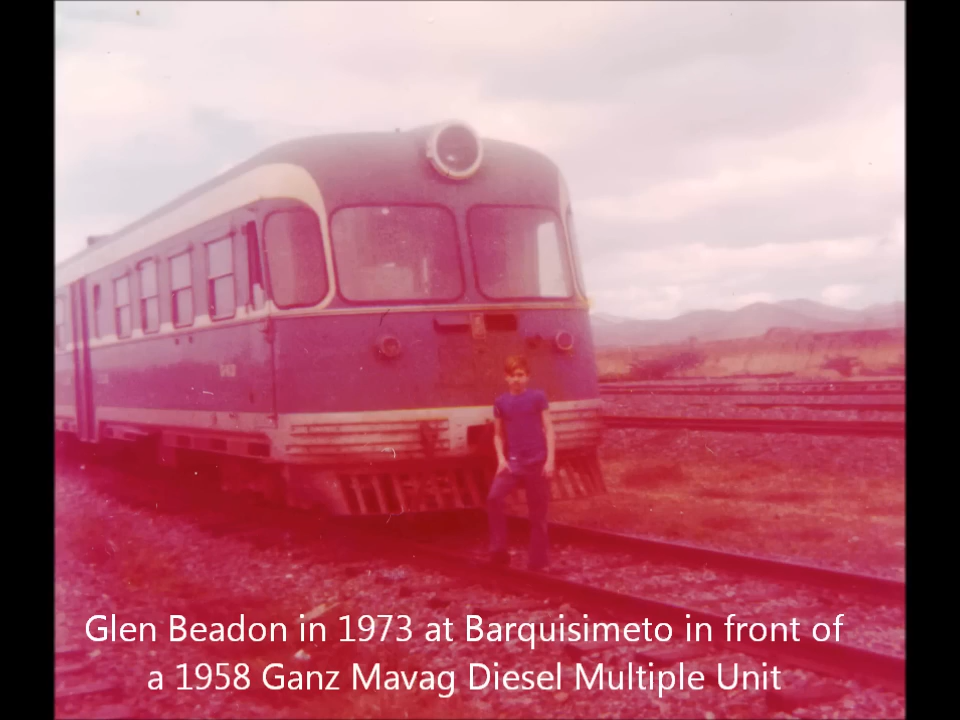 Glen Beadon in 1973 at Barquisimeto in front of
a 1958 Ganz Mavag Diesel Multiple Unit